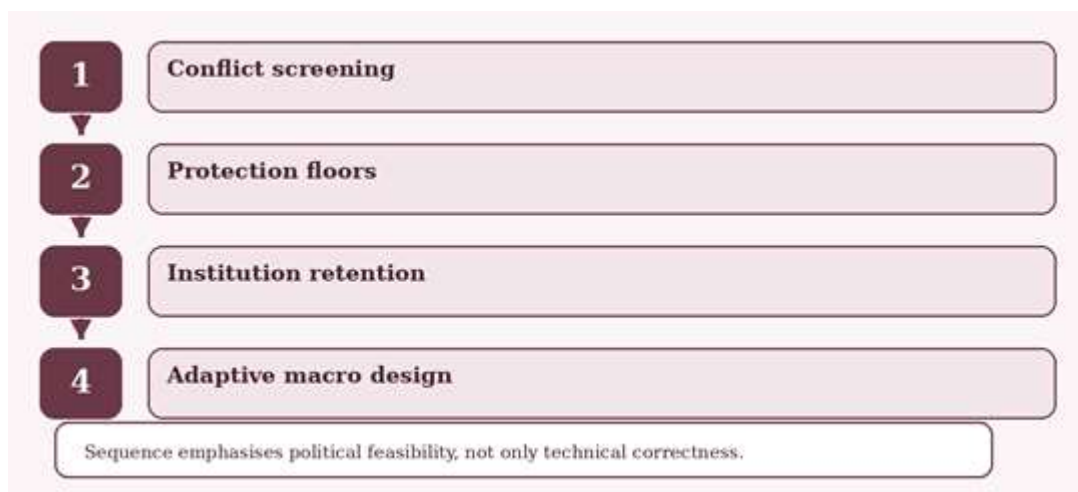 1
Conflict screening
2
Protection floors
3
Institution retention
4
Adaptive macro design
Sequence emphasises political feasibility, not only technical correctness.